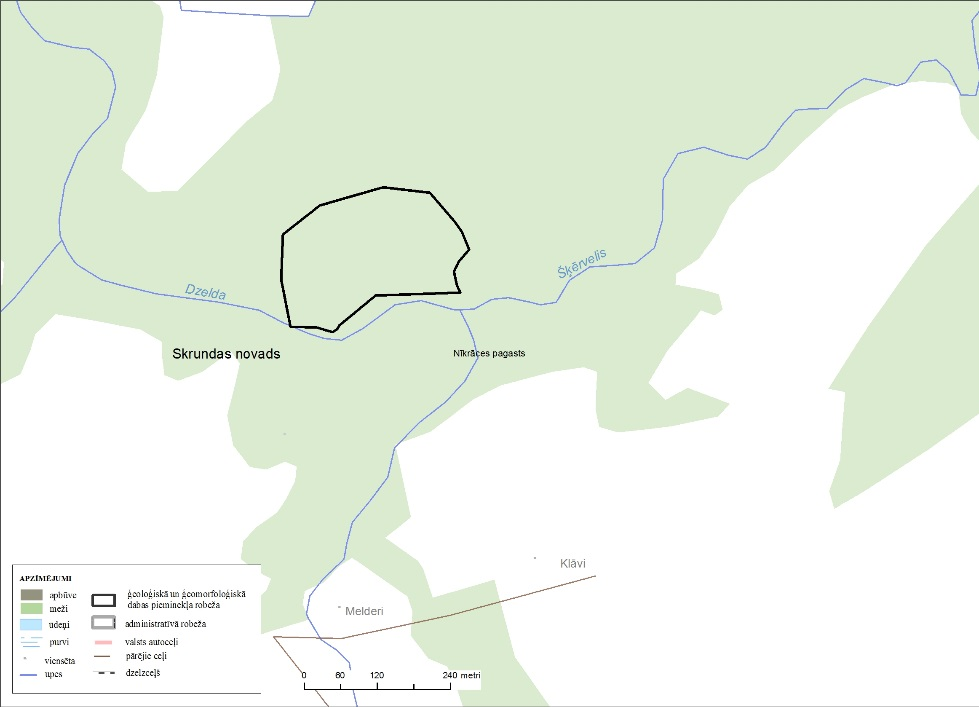 Dzelda
Šķērvelis
Skrundas novads
Nīkrāces pagasts
Klāvi
Melderi
APZĪMĒJUMI
apbūve
meži
ūdeņi
purvi
viensēta
upes
ģeoloģiskā un ģeomorfoloģiskā
dabas pieminekļa robeža
administratīvā robeža
valsts autoceļi
pārējie ceļi
dzelzceļš
0 60 120 240 metri